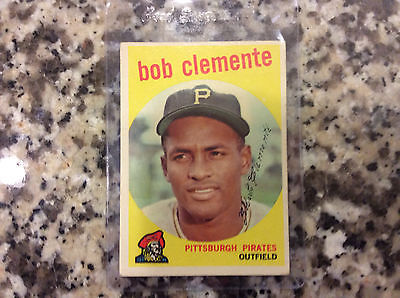 bob clemente
P
PITTSBURGH PIRATES
OUTFIELD